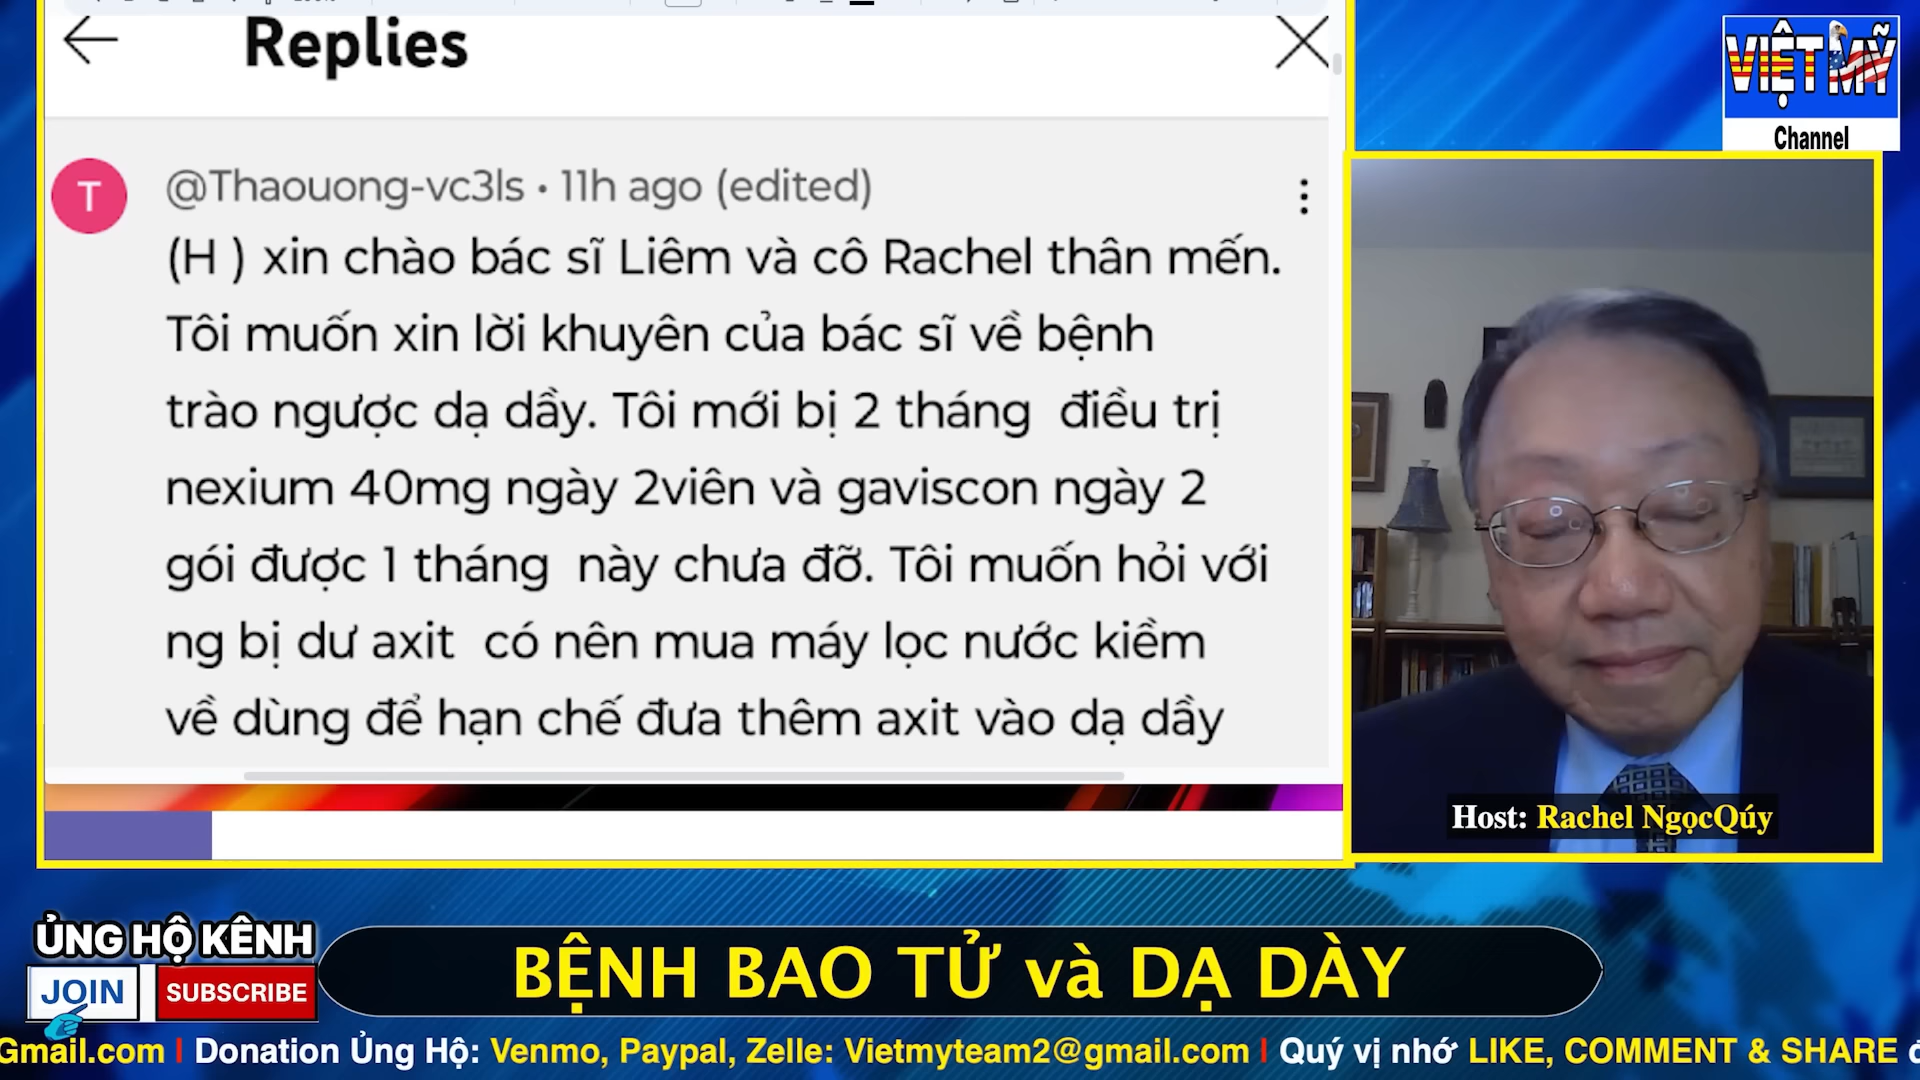 Replies
T
@Thaouong-vc3ls • 11h ago (edited)
(H ) xin chào bác sĩ Liêm và cô Rachel thân mến.
Tôi muốn xin lời khuyên của bác sĩ về bệnh
trào ngược dạ dầy. Tôi mới bị 2 tháng điều trị
nexium 40mg ngày 2viên và gaviscon ngày 2
gói được 1 tháng này chưa đỡ. Tôi muốn hỏi với
ng bị dư axit có nên mua máy lọc nước kiềm
về dùng để hạn chế đưa thêm axit vào dạ dầy
VIỆT MỸ
Channel
Host: Rachel NgọcQúy
ỦNG HỘ KÊNH
JOIN
SUBSCRIBE
BỆNH BAO TỬ và DẠ DÀY
Gmail.com | Donation Ủng Hộ: Venmo, Paypal, Zelle: Vietmyteam2@gmail.com | Quý vị nhớ LIKE, COMMENT & SHARE